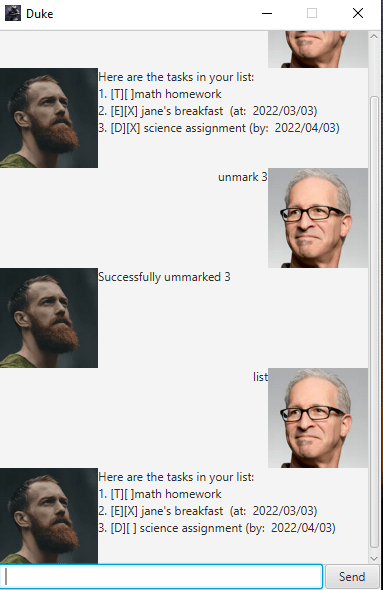 Duke
Here are the tasks in your list:
1. [T][ ]math homework
2. [E][X] jane's breakfast  (at:  2022/03/03)
3. [D][X] science assignment (by:  2022/04/03)
unmark 3
Successfully ummarked 3
list
Here are the tasks in your list:
1. [T][ ]math homework
2. [E][X] jane's breakfast  (at:  2022/03/03)
3. [D][ ] science assignment (by:  2022/04/03)
Send